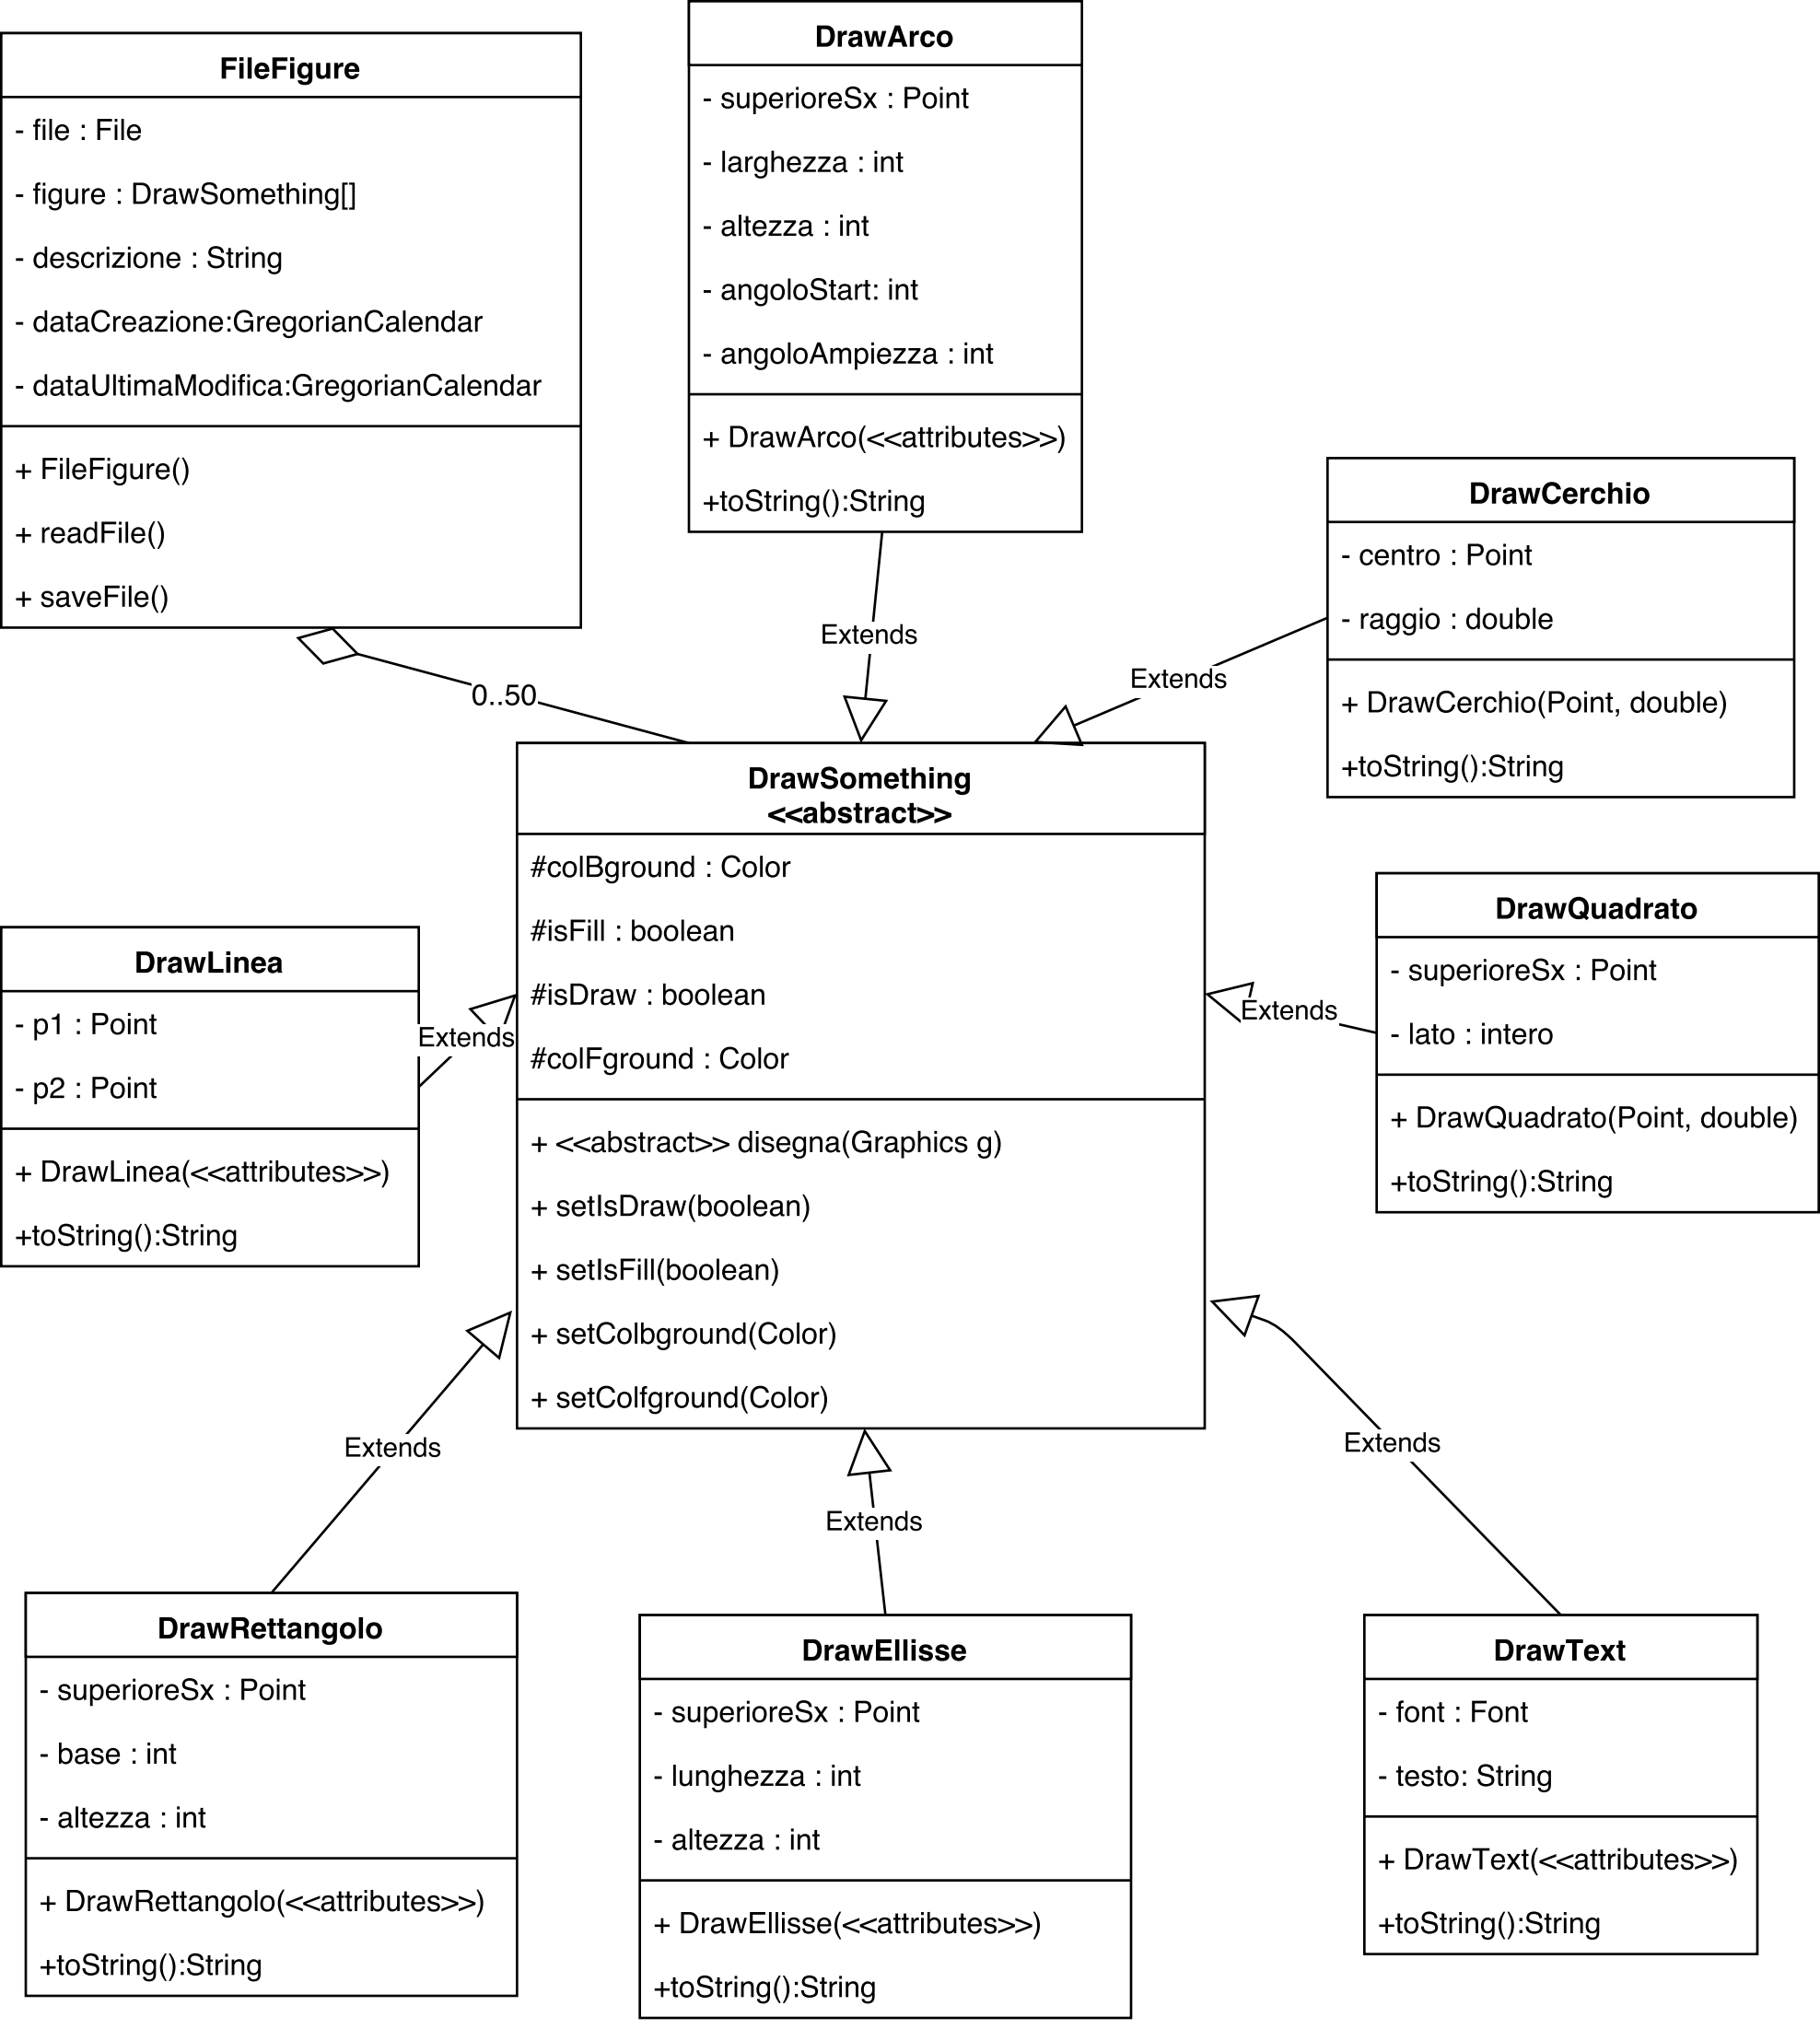 FileFigure
- file : File
- figure : DrawSomething[]
- descrizione : String
- dataCreazione:GregorianCalendar
- dataUltimaModifica:GregorianCalendar
+ FileFigure()
+ readFile()
+ saveFile()
DrawArco
- superioreSx : Point
- larghezza : int
- altezza : int
- angoloStart: int
- angoloAmpiezza : int
+ DrawArco(<<attributes>>)
+toString():String
DrawCerchio
- centro : Point
- raggio : double
+ DrawCerchio(Point, double)
+toString():String
Extends
Extends
0..50
DrawSomething
<<abstract>>
#colBground : Color
#isFill : boolean
#isDraw : boolean
#colFground : Color
+ <<abstract>> disegna(Graphics g)
+ setIsDraw(boolean)
+ setIsFill(boolean)
+ setColbground(Color)
+ setColfground(Color)
DrawLinea
- p1 : Point
- p2 : Point
+ DrawLinea(<<attributes>>)
+toString():String
Extends
DrawQuadrato
- superioreSx : Point
- lato : intero
+ DrawQuadrato(Point, double)
+toString():String
Extends
Extends
Extends
Extends
DrawRettangolo
- superioreSx : Point
- base : int
- altezza : int
+ DrawRettangolo(<<attributes>>)
+toString():String
DrawEllisse
- superioreSx : Point
- lunghezza : int
- altezza : int
+ DrawEllisse(<<attributes>>)
+toString():String
DrawText
- font : Font
- testo: String
+ DrawText(<<attributes>>)
+toString():String